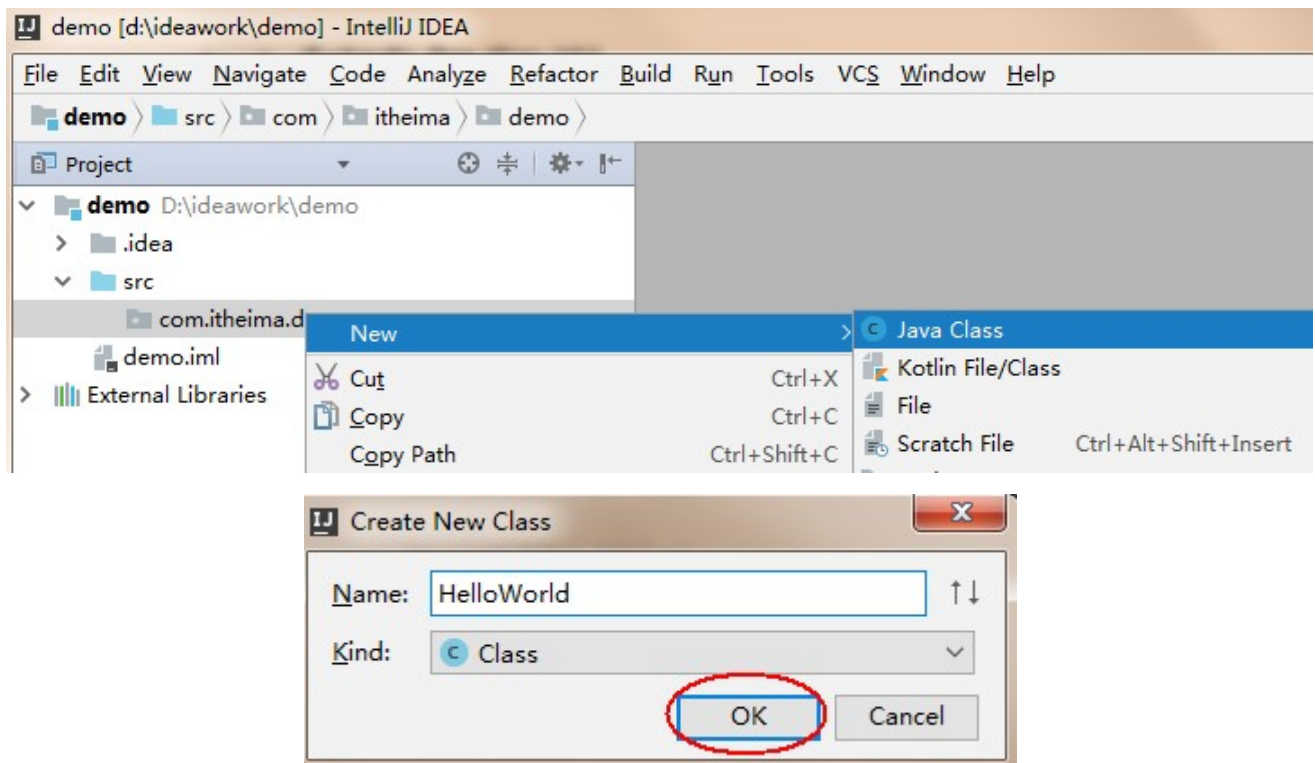 demo [d:\ideawork\demo] - IntelliJ IDEA
File Edit View Navigate Code Analyze Refactor Build Run Tools VCS Window Help
demo src com itheima demo
Project
demo D:\ideawork\demo
.idea
src
com.itheima.d
New
Java Class
demo.iml
Cut Ctrl+X
Kotlin File/Class
External Libraries
Copy Ctrl+C
File
Copy Path Ctrl+Shift+C
Scratch File Ctrl+Alt+Shift+Insert
Create New Class
Name: HelloWorld
Kind: C Class
OK Cancel